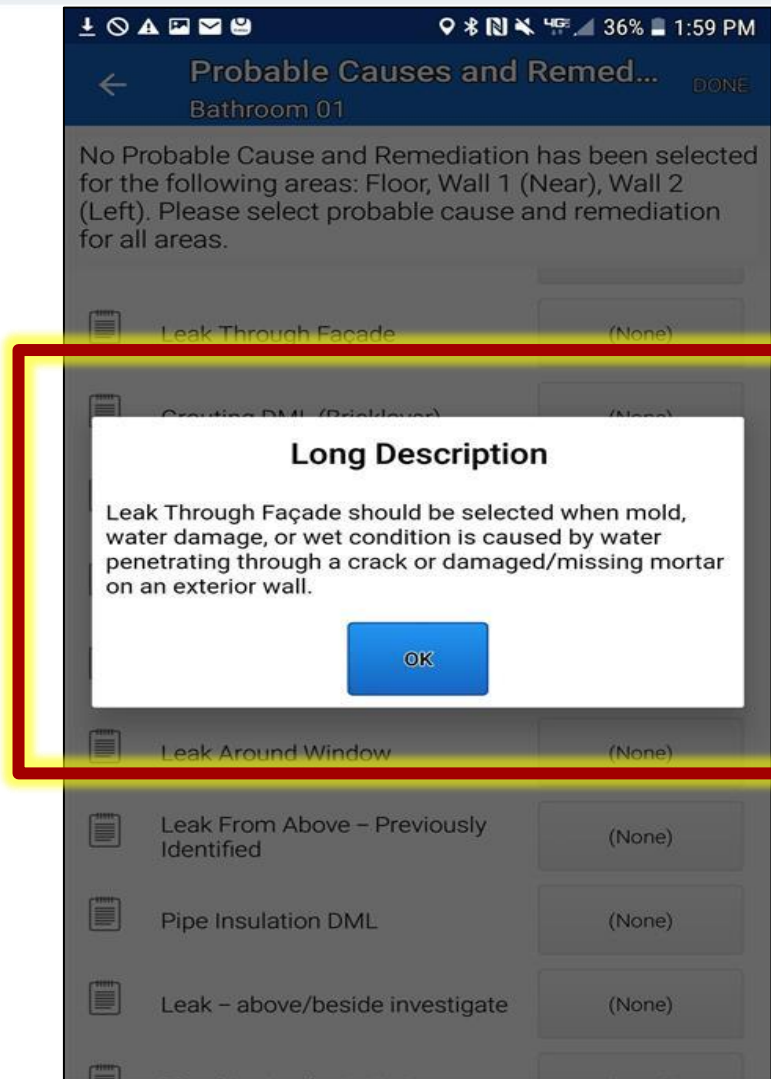 36% 1:59 PM
Probable Causes and Remed... DONE
Bathroom 01
No Probable Cause and Remediation has been selected
for the following areas: Floor, Wall 1 (Near), Wall 2
(Left). Please select probable cause and remediation
for all areas.
Leak Through Façade (None)
Long Description
Leak Through Façade should be selected when mold,
water damage, or wet condition is caused by water
penetrating through a crack or damaged/missing mortar
on an exterior wall.
OK
Leak Around Window (None)
Leak From Above – Previously
Identified (None)
Pipe Insulation DML (None)
Leak – above/beside investigate (None)